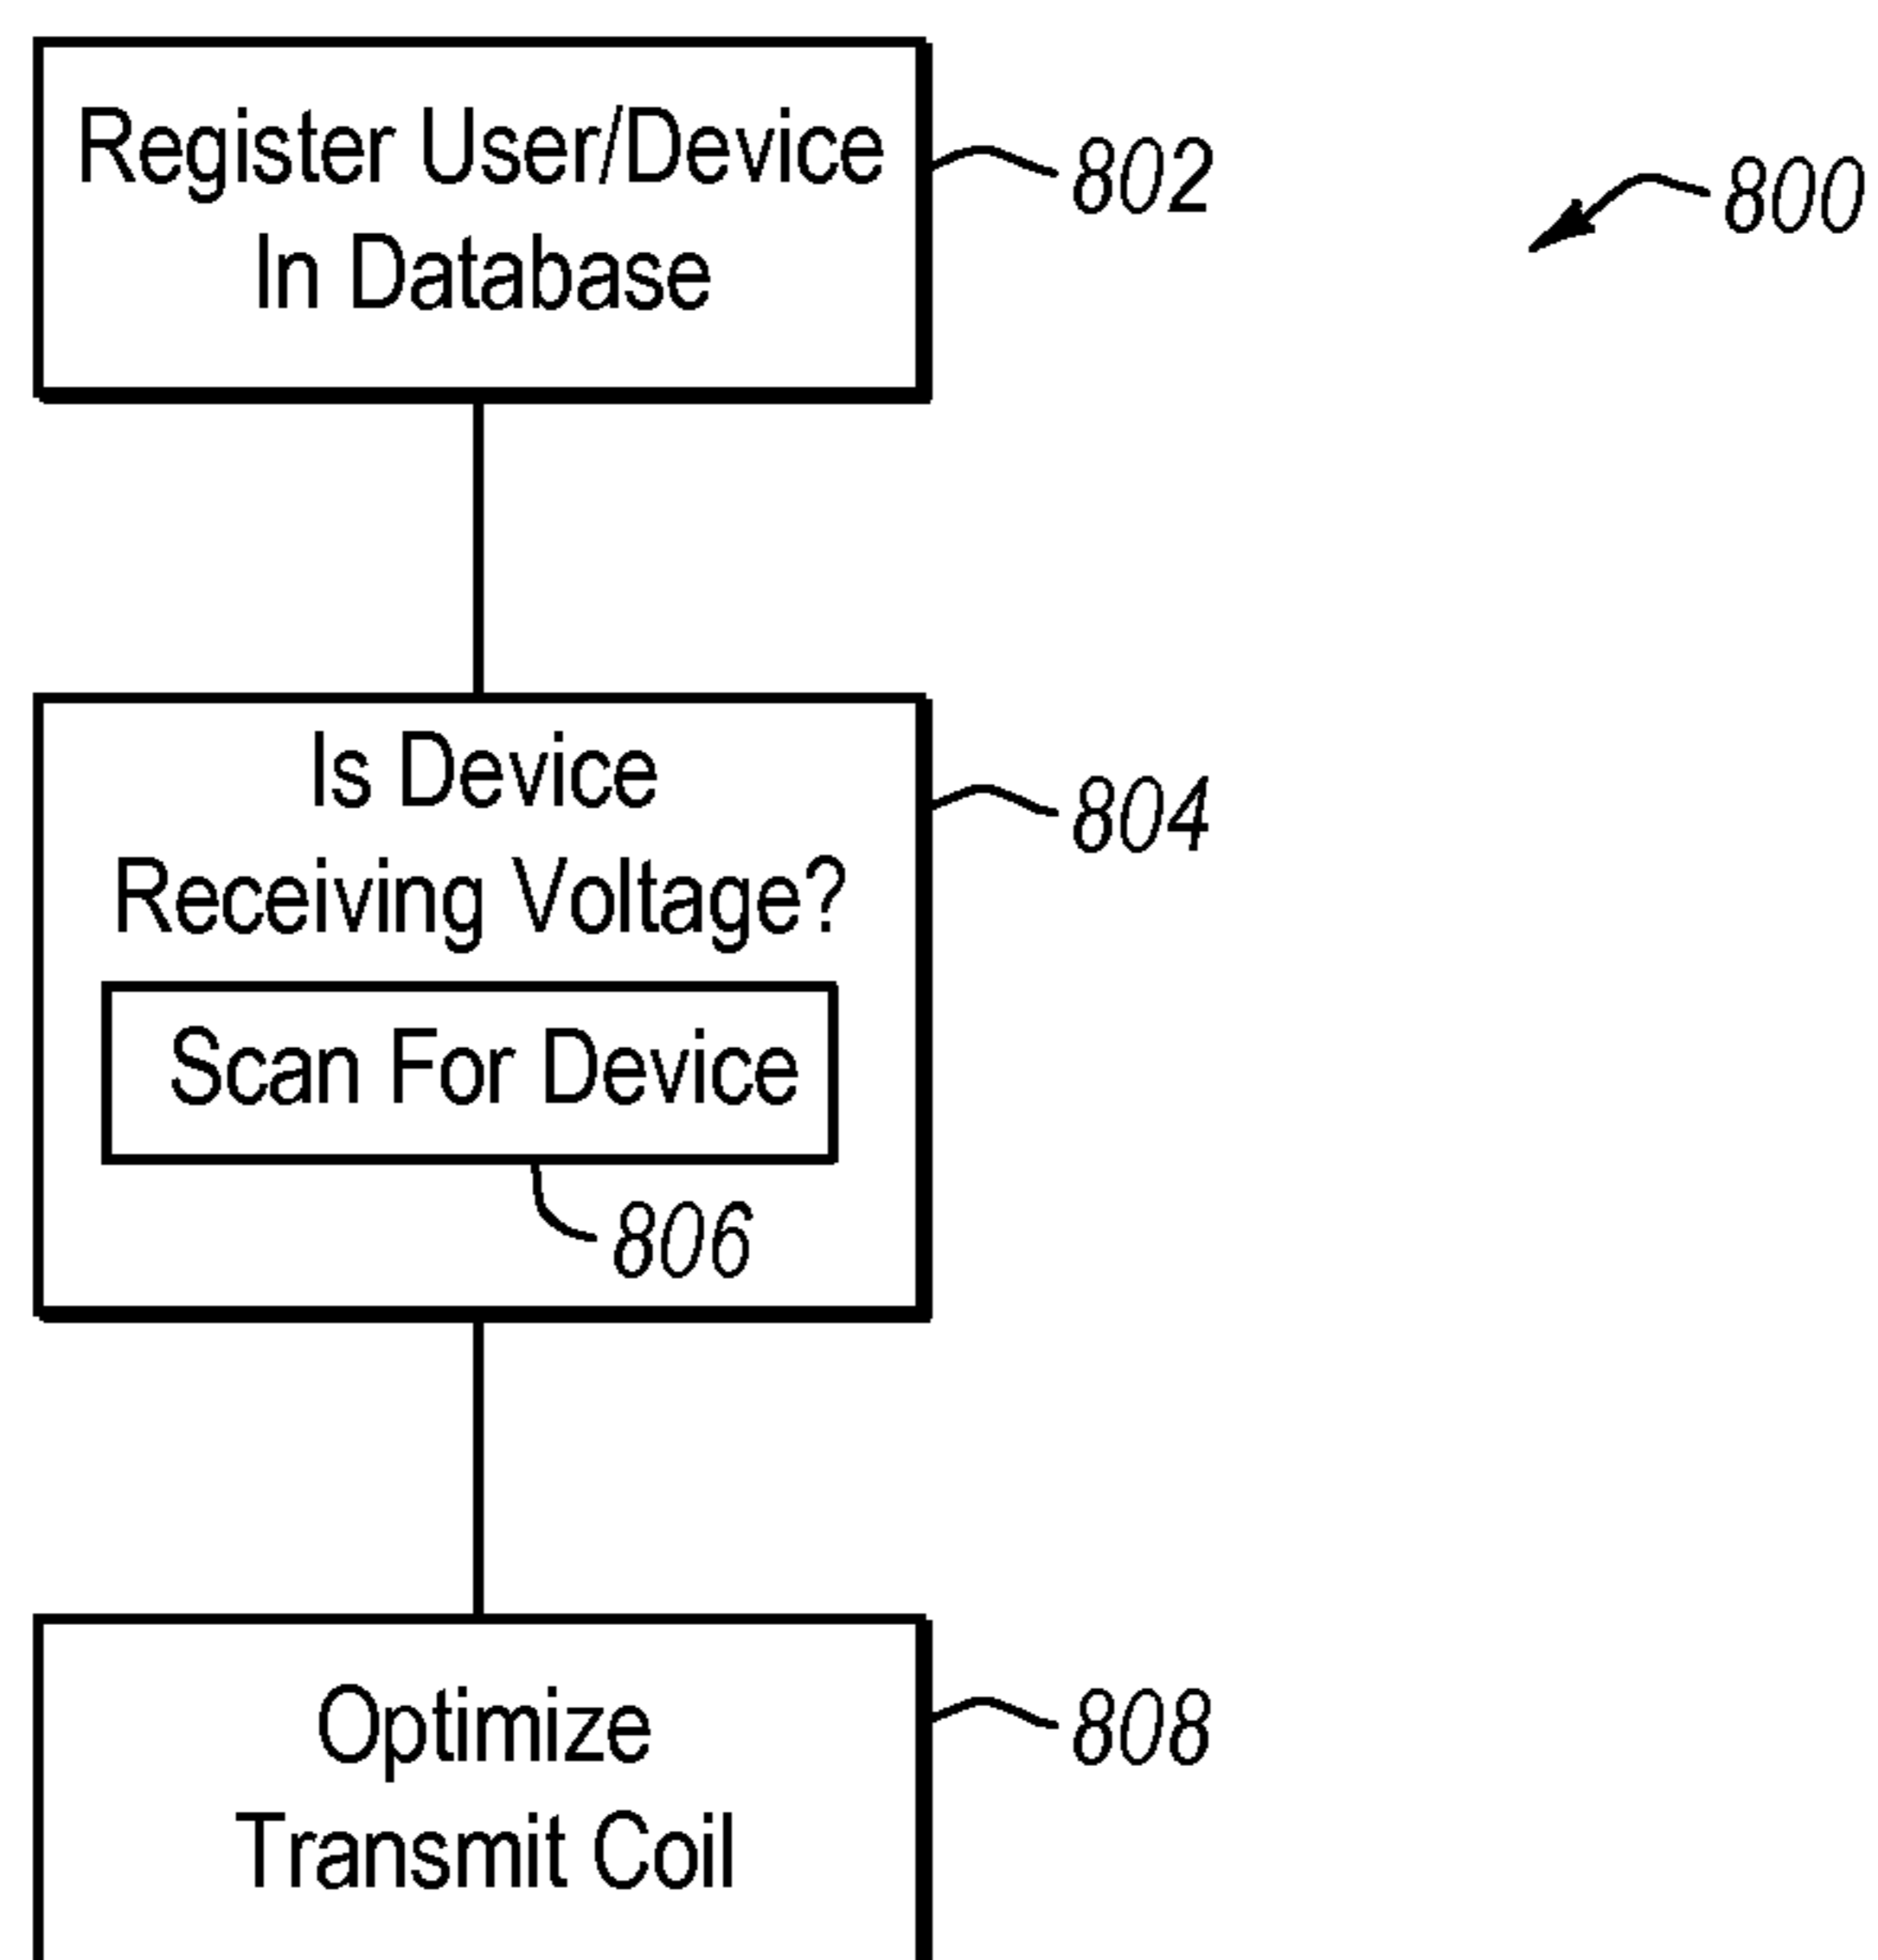 Register User/Device
In Database
802
800
Is Device
Receiving Voltage?
804
Scan For Device
806
Optimize
Transmit Coil
808